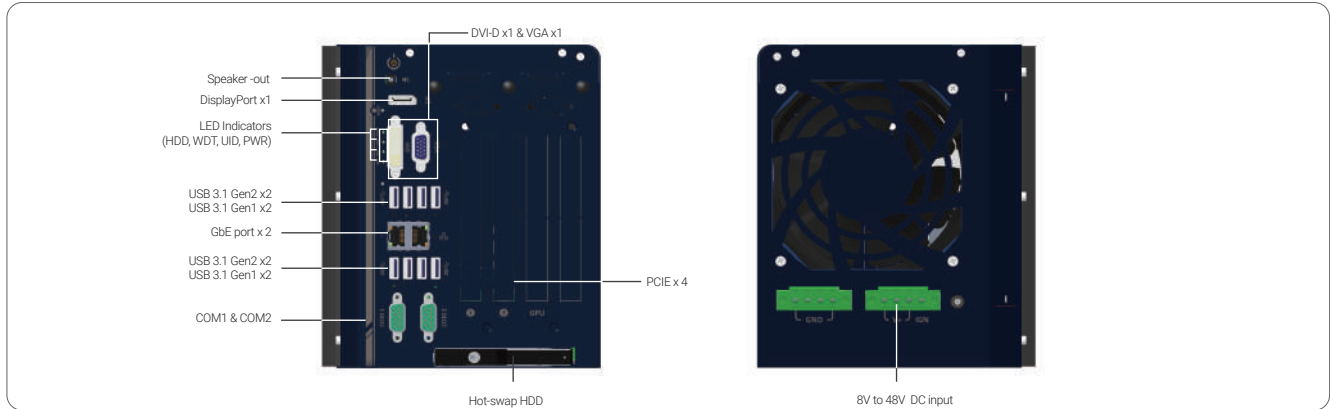 DVI-D x1 & VGA x1
Speaker -out
DisplayPort x1
LED Indicators
(HDD, WDT, UID, PWR)
USB 3.1 Gen2 x2
USB 3.1 Gen1 x2
GbE port x 2
USB 3.1 Gen2 x2
USB 3.1 Gen1 x2
PCIE x 4
COM1 & COM2
GPU
Hot-swap HDD
GND
V+
IGN
8V to 48V DC input